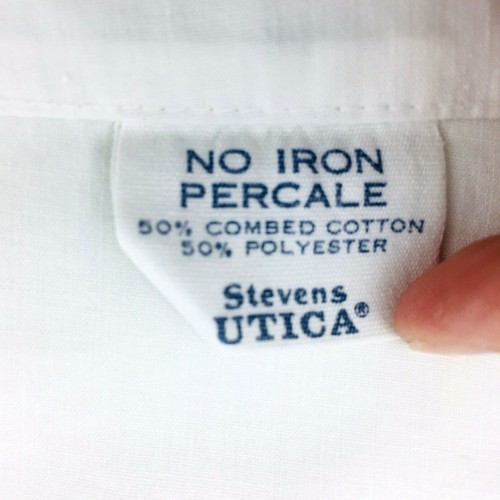 NO IRON
PERCALE
50% COMBED COTTON
50% POLYESTER
Stevens
UTICA®